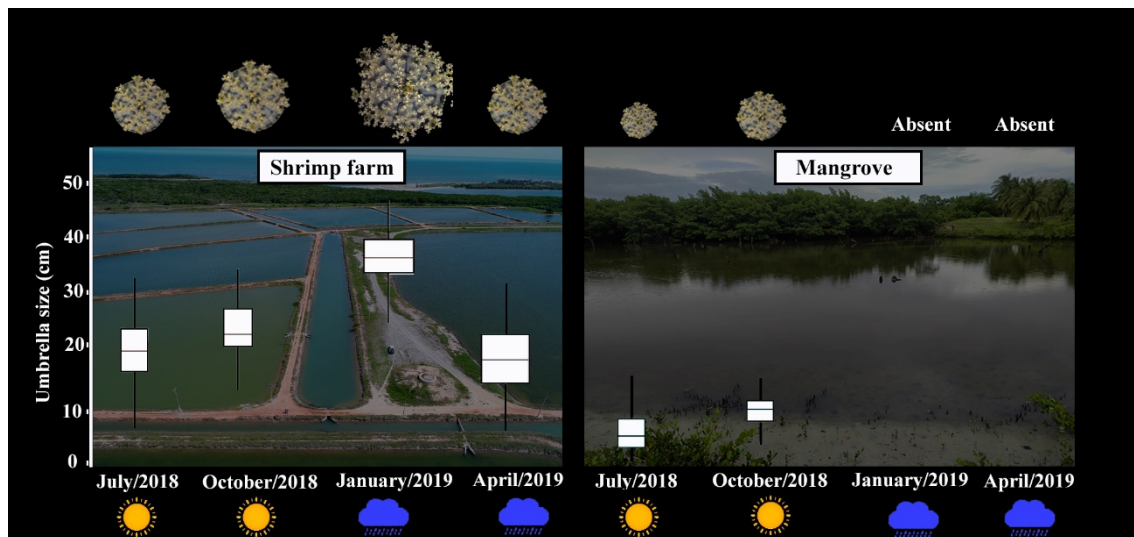 Absent Absent
Shrimp farm Mangrove
Umbrella size (cm)
50
40
30
20
10
0
July/2018 October/2018 January/2019 April/2019 July/2018 October/2018 January/2019 April/2019